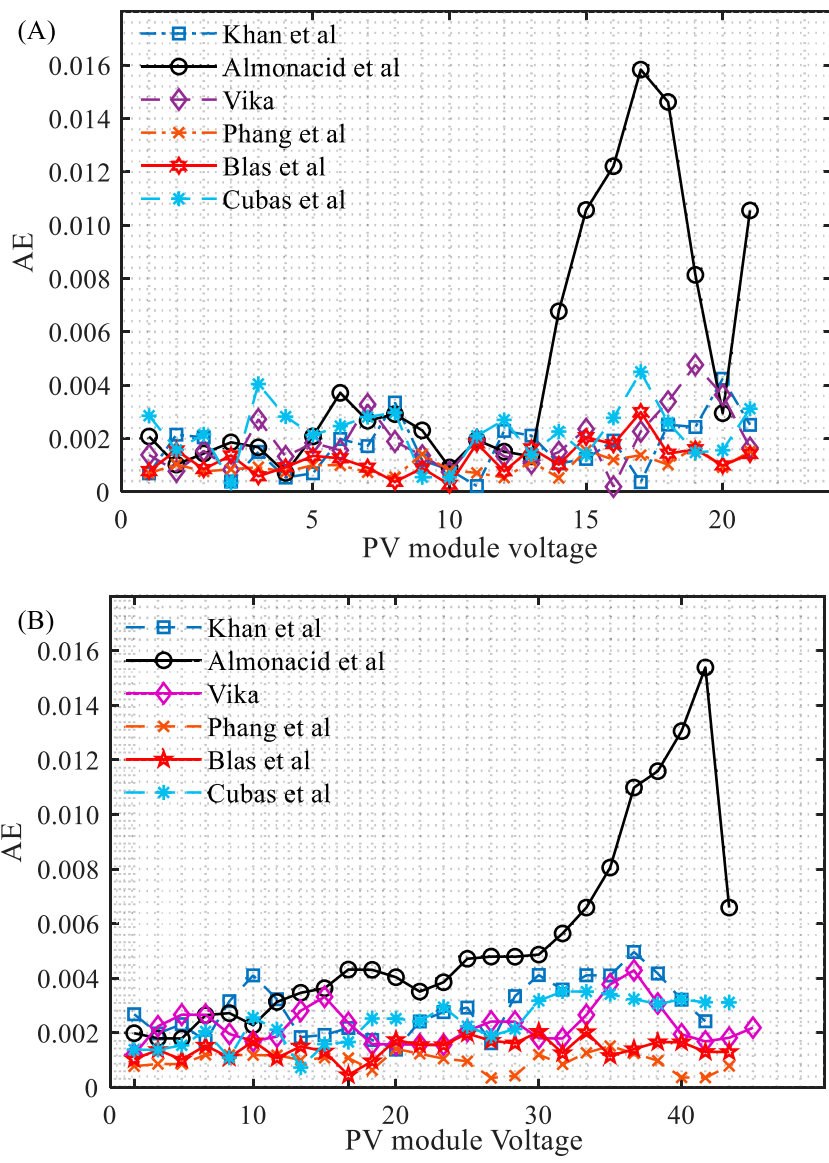 (A)
Khan et al
Almonacid et al
Vika
Phang et al
Blas et al
Cubas et al
0.016
0.014
0.012
0.010
0.008
0.006
0.004
0.002
0
AE
0 5 10 15 20
PV module voltage
(B)
Khan et al
Almonacid et al
Vika
Phang et al
Blas et al
Cubas et al
0.016
0.014
0.012
0.010
0.008
0.006
0.004
0.002
0
AE
0 10 20 30 40
PV module Voltage